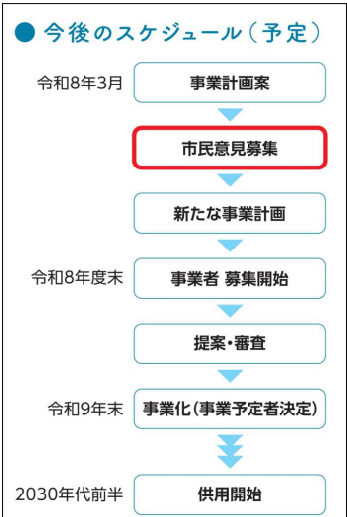 ● 今後のスケジュール(予定)
令和8年3月 事業計画案
市民意見募集
新たな事業計画
令和8年度末 事業者 募集開始
提案・審査
令和9年末 事業化(事業予定者決定)
2030年代前半 供用開始